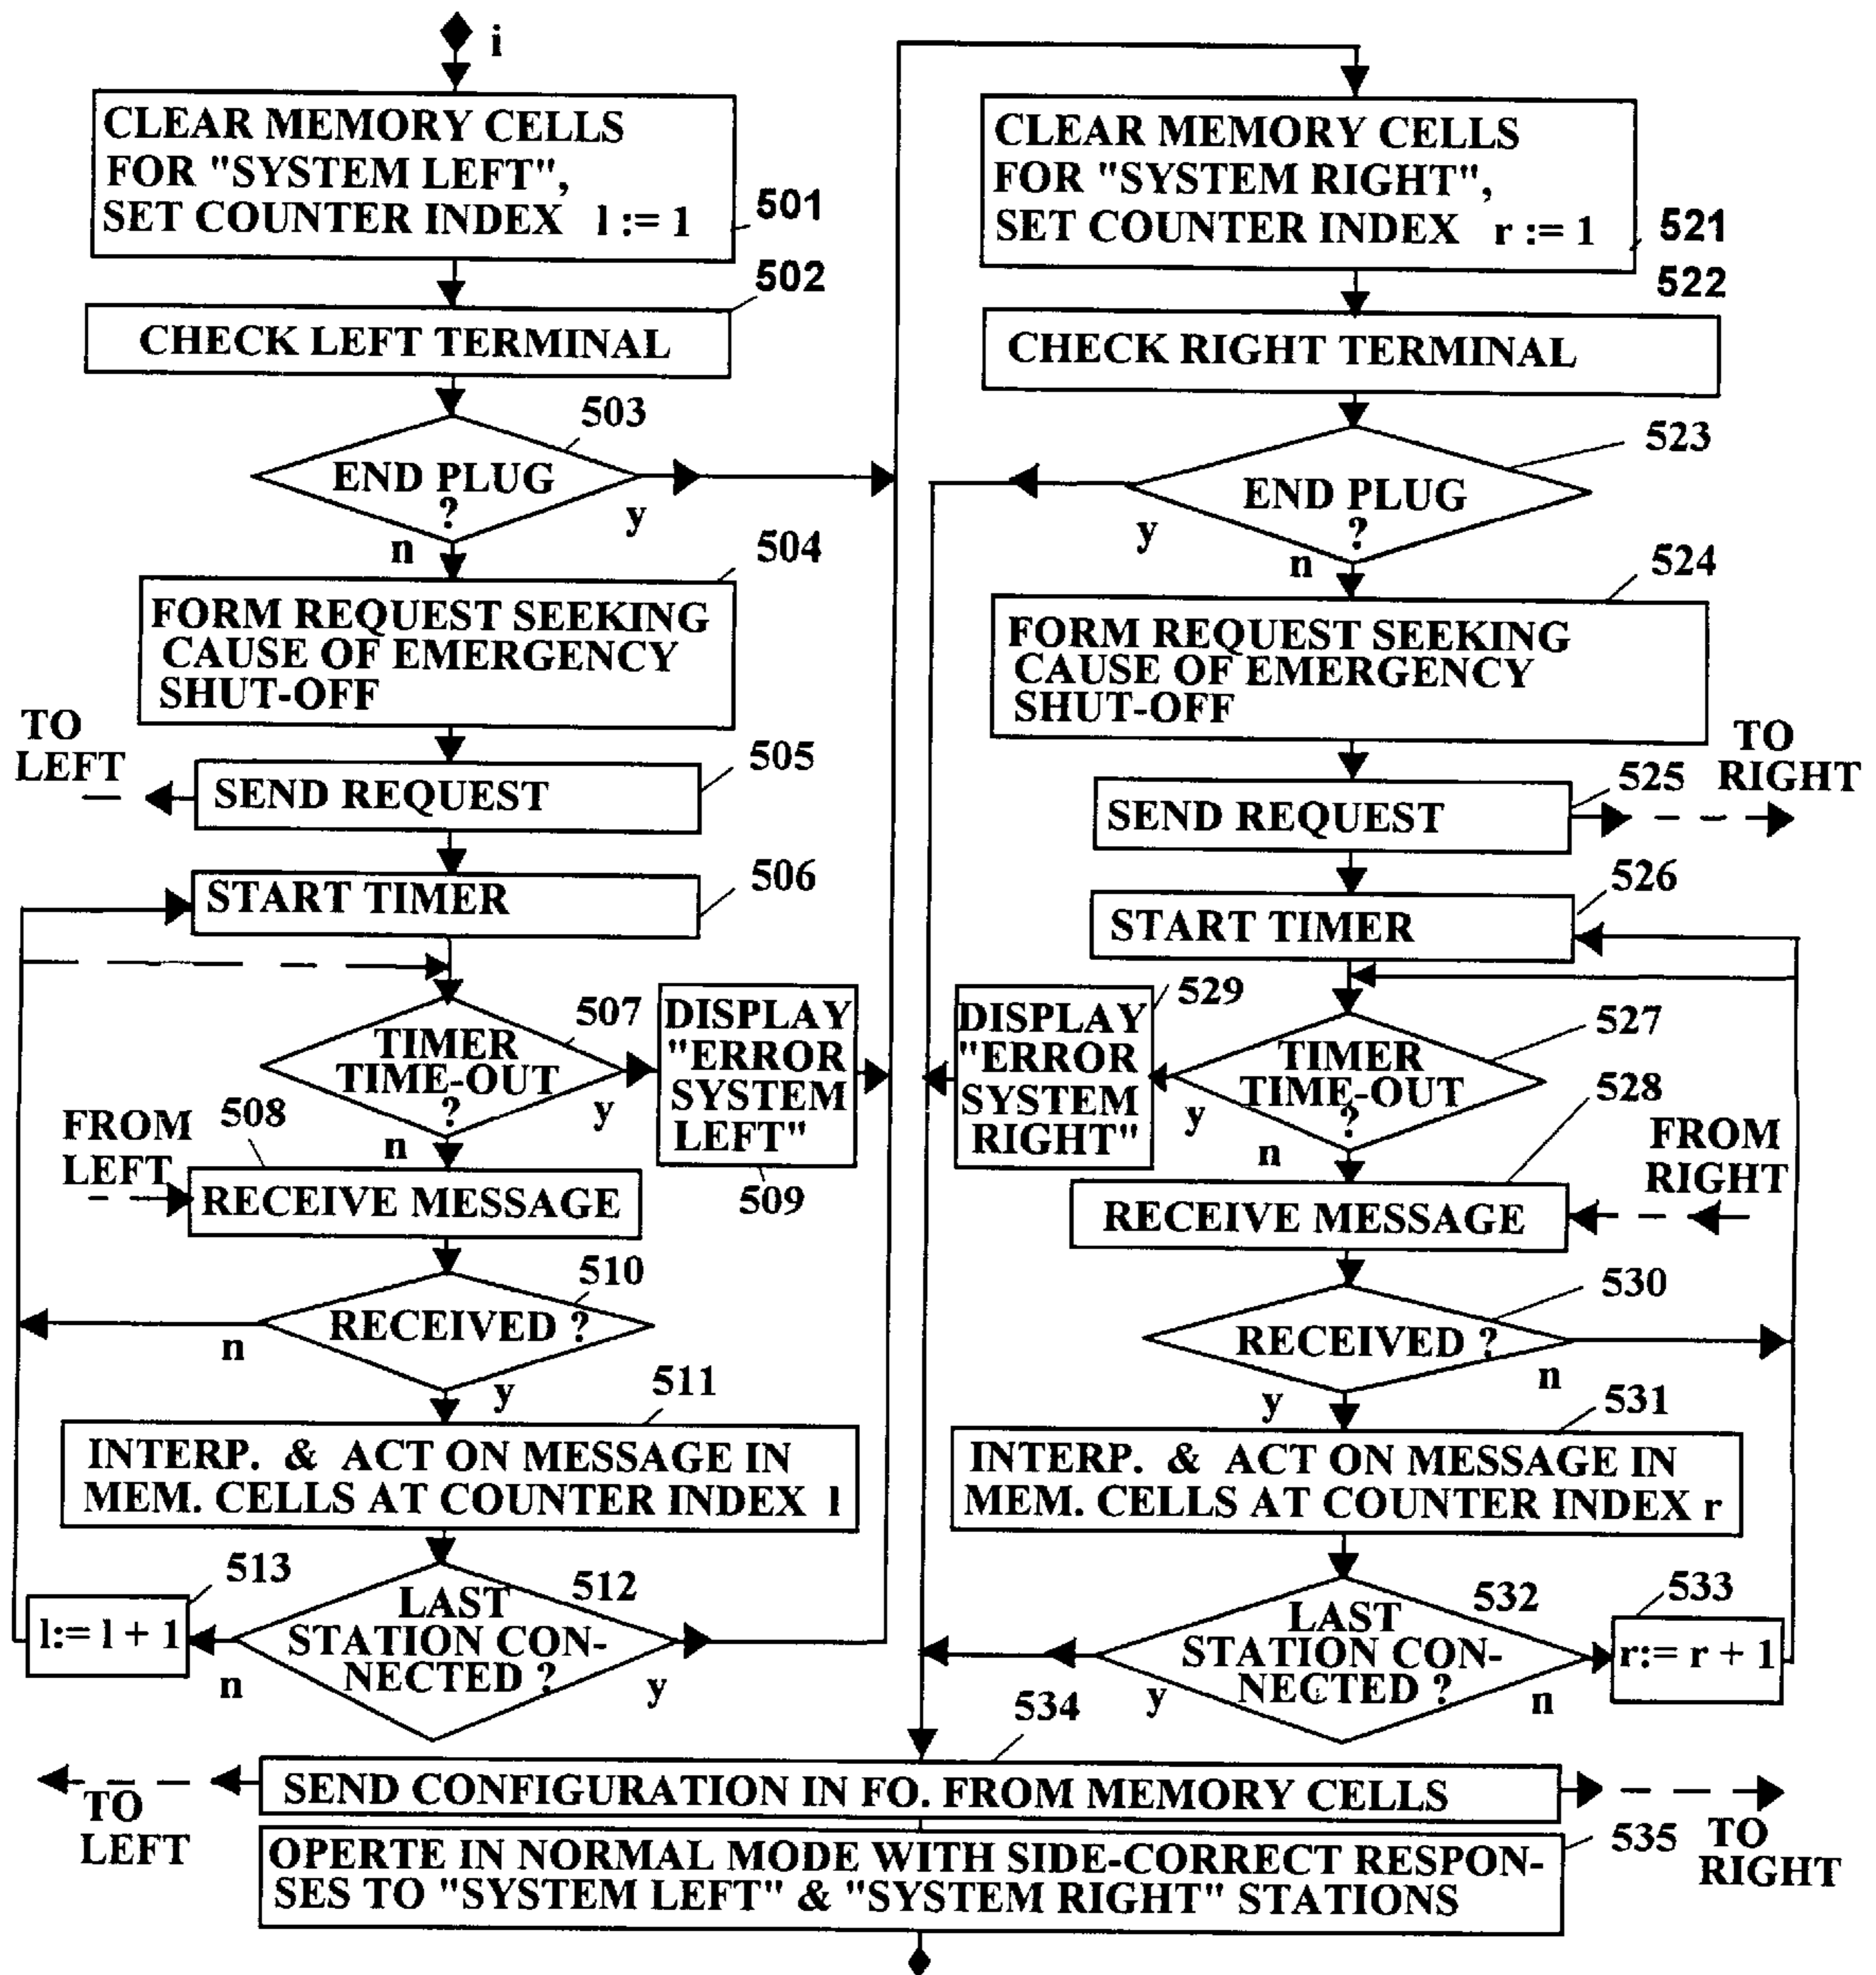 i
CLEAR MEMORY CELLS
FOR "SYSTEM LEFT",
SET COUNTER INDEX l := 1
501
502
CHECK LEFT TERMINAL
503
END PLUG
?
y
n
504
FORM REQUEST SEEKING
CAUSE OF EMERGENCY
SHUT-OFF
TO
LEFT
505
SEND REQUEST
506
START TIMER
507
TIMER
TIME-OUT
?
y
n
DISPLAY
"ERROR
SYSTEM
LEFT"
509
FROM
LEFT
508
RECEIVE MESSAGE
510
RECEIVED ?
n
y
511
INTERP. & ACT ON MESSAGE IN
MEM. CELLS AT COUNTER INDEX l
513
l:= l + 1
512
LAST
STATION CON-
NECTED ?
n
y
CLEAR MEMORY CELLS
FOR "SYSTEM RIGHT",
SET COUNTER INDEX r := 1
521
522
CHECK RIGHT TERMINAL
523
END PLUG
?
y
n
524
FORM REQUEST SEEKING
CAUSE OF EMERGENCY
SHUT-OFF
TO
RIGHT
525
SEND REQUEST
526
START TIMER
529
DISPLAY
"ERROR
SYSTEM
RIGHT"
527
TIMER
TIME-OUT
?
y
n
528
FROM
RIGHT
RECEIVE MESSAGE
530
RECEIVED ?
n
y
531
INTERP. & ACT ON MESSAGE IN
MEM. CELLS AT COUNTER INDEX r
532
533
LAST
STATION CON-
NECTED ?
r:= r + 1
y
n
534
SEND CONFIGURATION IN FO. FROM MEMORY CELLS
TO
LEFT
TO
RIGHT
535
OPERTE IN NORMAL MODE WITH SIDE-CORRECT RESPON-
SES TO "SYSTEM LEFT" & "SYSTEM RIGHT" STATIONS